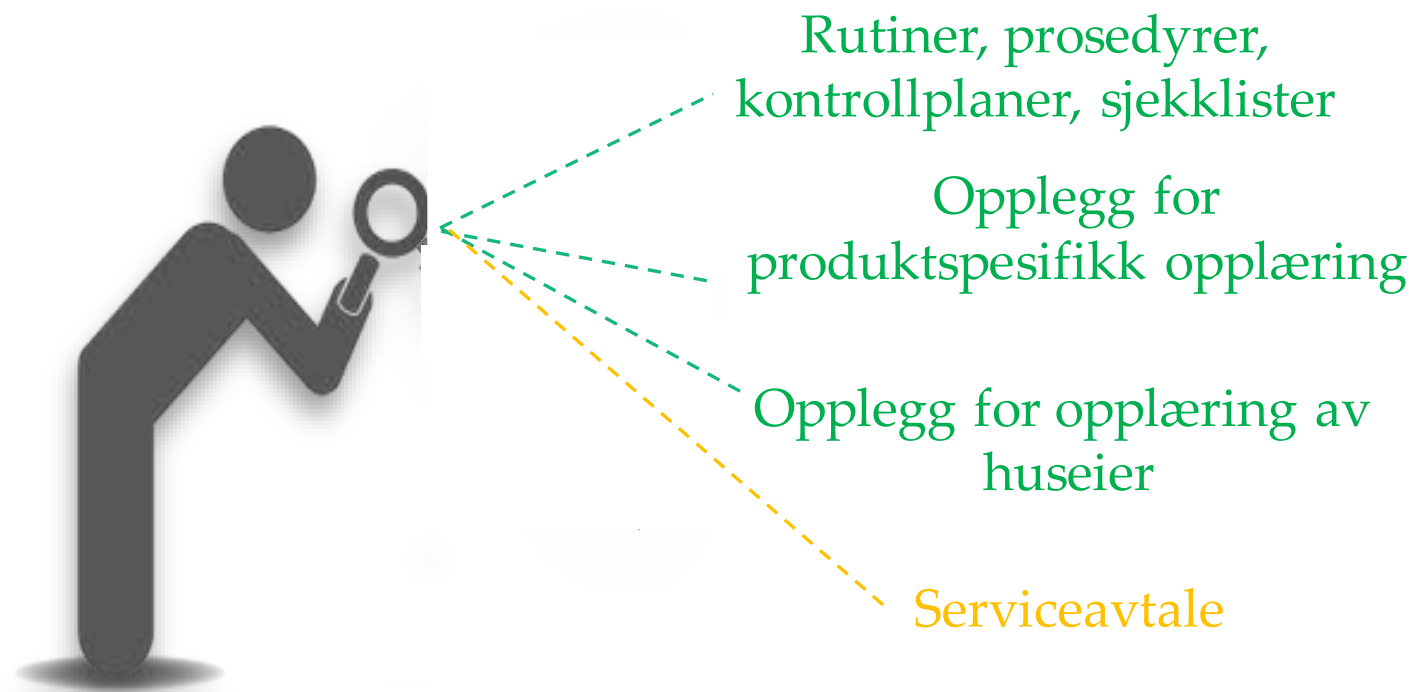 Rutiner, prosedyrer,
kontrollplaner, sjekklister
Opplegg for
produktspesifikk opplæring
Opplegg for opplæring av
huseier
Serviceavtale